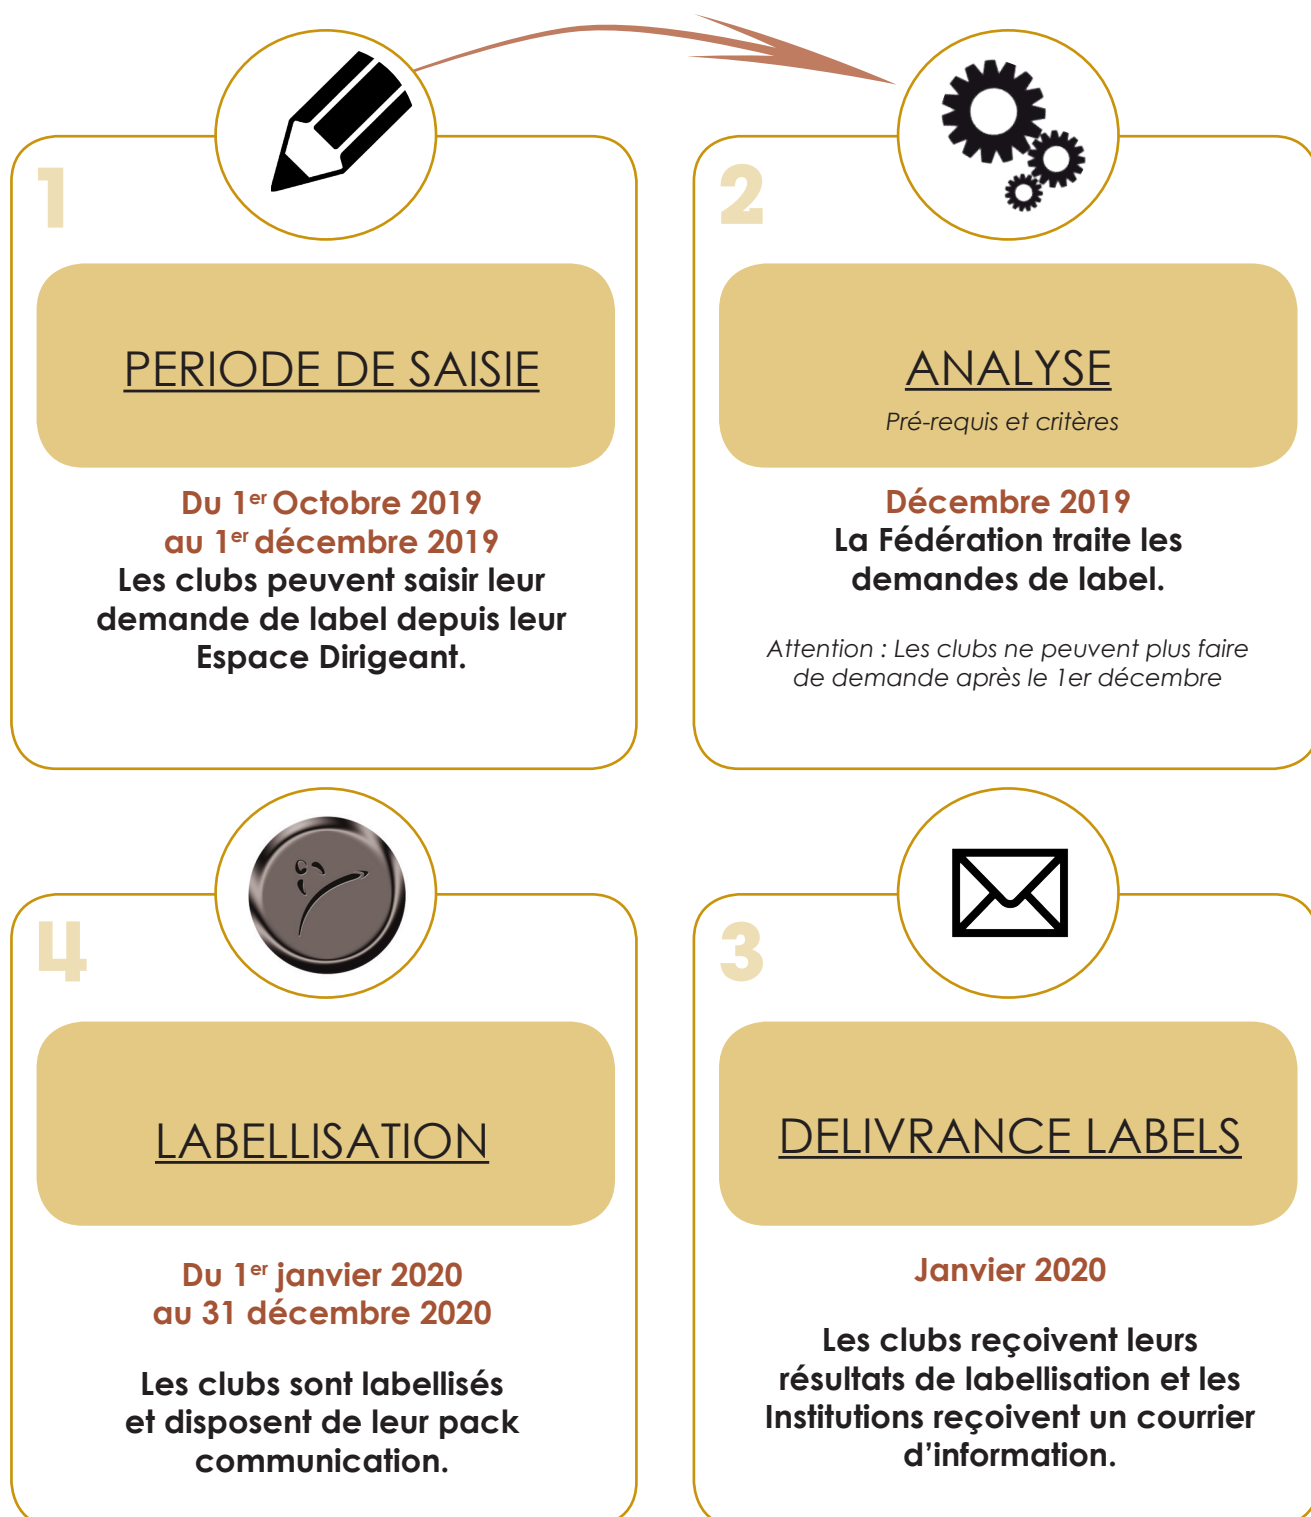 1
PERIODE DE SAISIE
Du 1er Octobre 2019
au 1er décembre 2019
Les clubs peuvent saisir leur
demande de label depuis leur
Espace Dirigeant.
2
ANALYSE
Pré-requis et critères
Décembre 2019
La Fédération traite les
demandes de label.
Attention : Les clubs ne peuvent plus faire
de demande après le 1er décembre
3
DELIVRANCE LABELS
Janvier 2020
Les clubs reçoivent leurs
résultats de labellisation et les
Institutions reçoivent un courrier
d’information.
4
LABELLISATION
Du 1er janvier 2020
au 31 décembre 2020
Les clubs sont labellisés
et disposent de leur pack
communication.